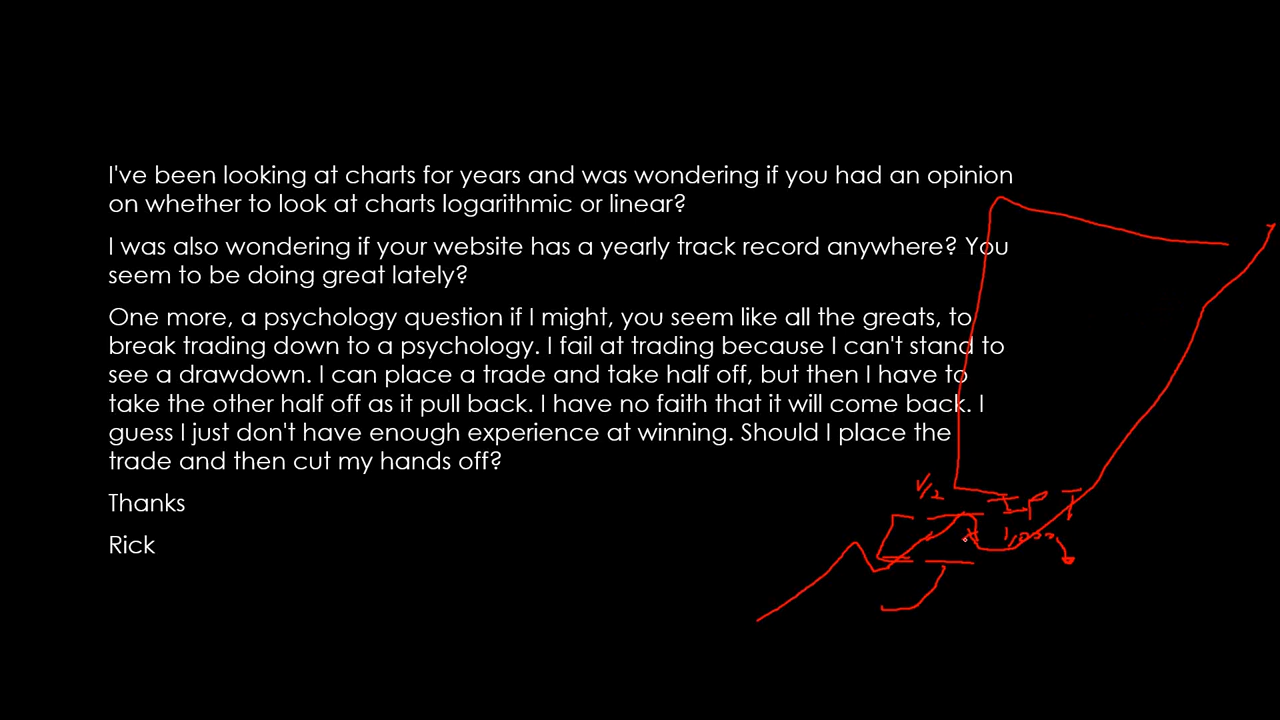 I've been looking at charts for years and was wondering if you had an opinion
on whether to look at charts logarithmic or linear?
I was also wondering if your website has a yearly track record anywhere? You
seem to be doing great lately?
One more, a psychology question if I might, you seem like all the greats, to
break trading down to a psychology. I fail at trading because I can't stand to
see a drawdown. I can place a trade and take half off, but then I have to
take the other half off as it pull back. I have no faith that it will come back. I
guess I just don't have enough experience at winning. Should I place the
trade and then cut my hands off?
1/2
Thanks
Rick